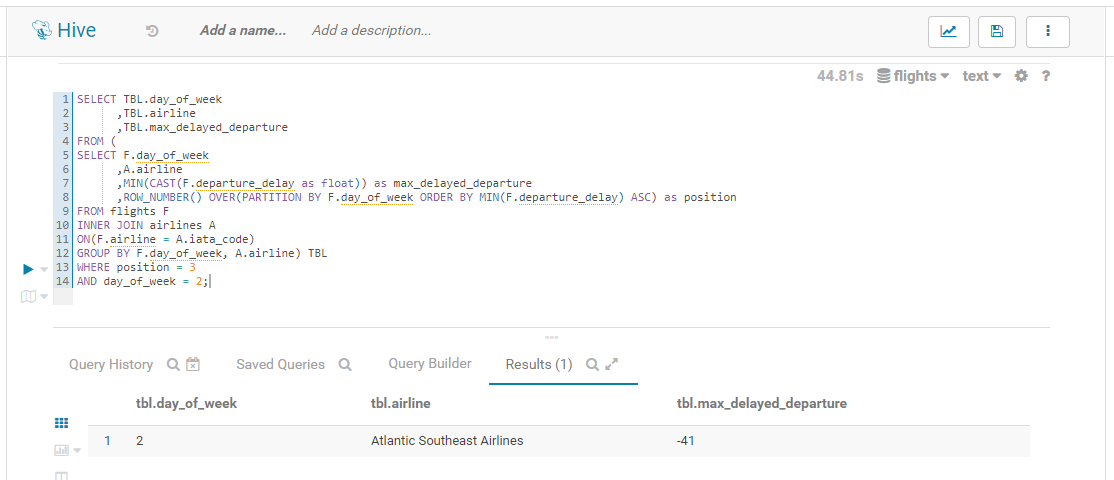 Hive Add a name... Add a description...
44.81s flights text ?
1 SELECT TBL.day_of_week
2 ,TBL.airline
3 ,TBL.max_delayed_departure
4 FROM (
5 SELECT F.day_of_week
6 ,A.airline
7 ,MIN(CAST(F.departure_delay as float)) as max_delayed_departure
8 ,ROW_NUMBER() OVER(PARTITION BY F.day_of_week ORDER BY MIN(F.departure_delay) ASC) as position
9 FROM flights F
10 INNER JOIN airlines A
11 ON(F.airline = A.iata_code)
12 GROUP BY F.day_of_week, A.airline) TBL
13 WHERE position = 3
14 AND day_of_week = 2;
Query History Saved Queries Query Builder Results (1)
tbl.day_of_week tbl.airline tbl.max_delayed_departure
1 2 Atlantic Southeast Airlines -41